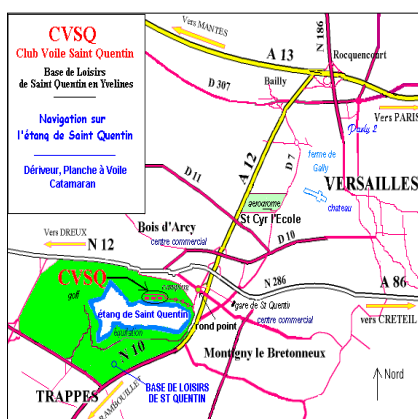 CVSQ
Club Voile Saint Quentin
Base de Loisirs
de Saint Quentin en Yvelines
Navigation sur
l'étang de Saint Quentin
Dériveur, Planche à Voile
Catamaran
Vers MANTES
A 13
N 186
Rocquencourt
Bailly
D 307
Vers PARIS
Parly 2
A 12
D 7
ferme de
Gally
D 11
VERSAILLES
aerodrome
chateau
St Cyr l'Ecole
Bois d'Arcy
D 10
Vers DREUX
centre commercial
N 12
CVSQ
camping
N 286
A 86
golf
gare de St Quentin
étang de Saint Quentin
centre commercial
vers CRETEIL
rond point
équitation
N 10
Montigny le Bretonneux
Nord
TRAPPES
BASE DE LOISIRS
DE ST QUENTIN
RAMBOUILLET